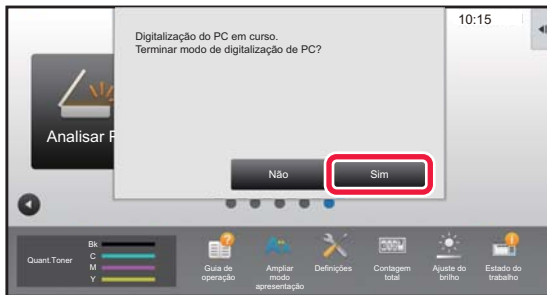 10:15
Digitalização do PC em curso.
Terminar modo de digitalização de PC?
Analisar
Não
Sim
Quant.Toner
Bk
C
M
Y
Guia de
operação
Ampliar
modo
apresentação
Definições
Contagem
total
Ajuste do
brilho
Estado do
trabalho